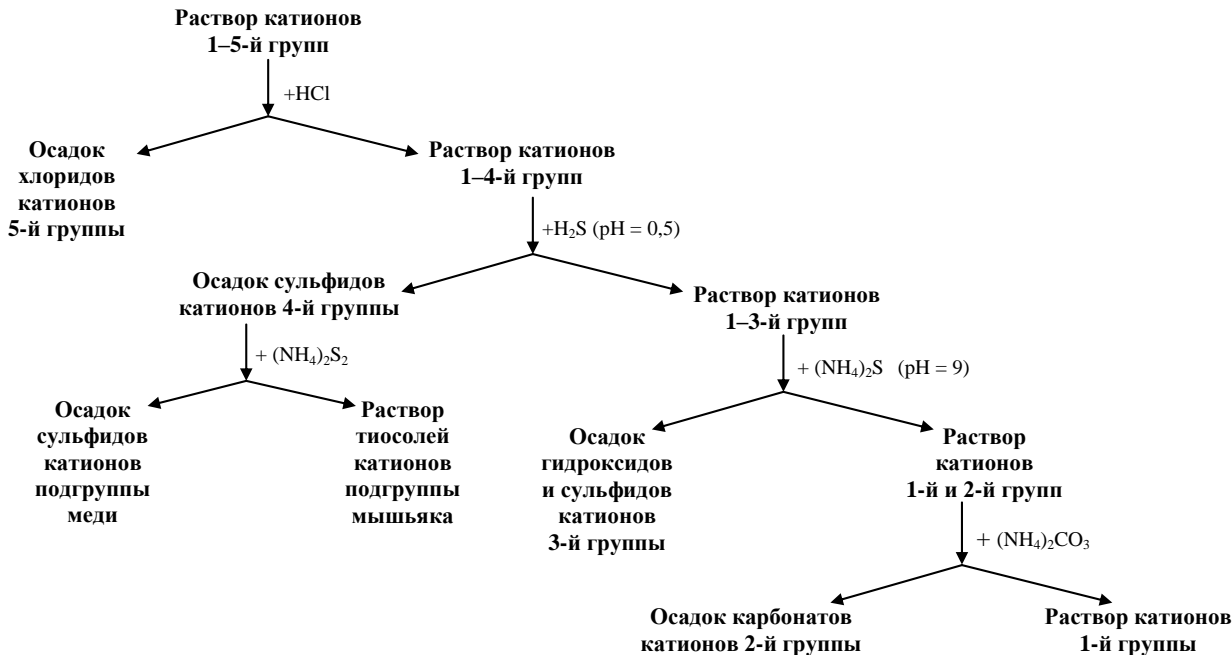 Раствор катионов
1–5-й групп
+HCl
Осадок
хлоридов
катионов
5-й группы
Раствор катионов
1–4-й групп
+H₂S (pH = 0,5)
Осадок сульфидов
катионов 4-й группы
Раствор катионов
1–3-й групп
+ (NH₄)₂S₂
+ (NH₄)₂S (pH = 9)
Осадок
сульфидов
катионов
подгруппы
меди
Раствор
тиосолей
катионов
подгруппы
мышьяка
Осадок
гидроксидов
и сульфидов
катионов
3-й группы
Раствор
катионов
1-й и 2-й групп
+ (NH₄)₂CO₃
Осадок карбонатов
катионов 2-й группы
Раствор катионов
1-й группы